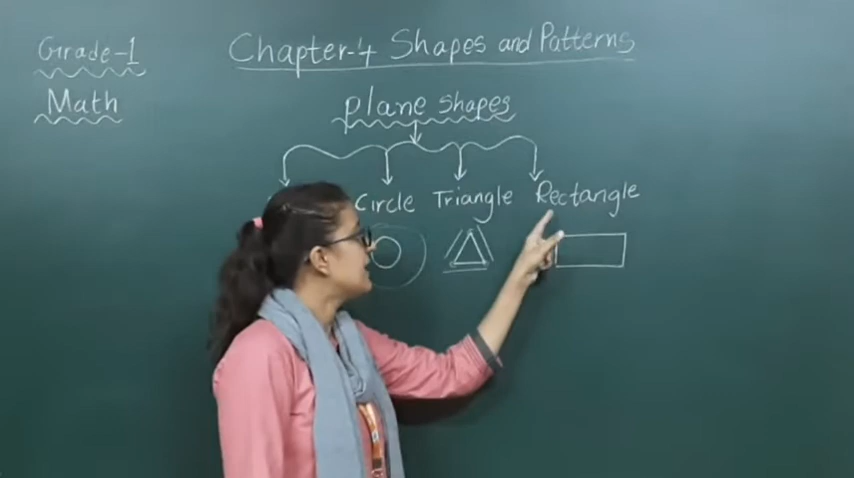 Grade-1
Chapter-4 Shapes and Patterns
Math
Plane Shapes
Circle Triangle Rectangle